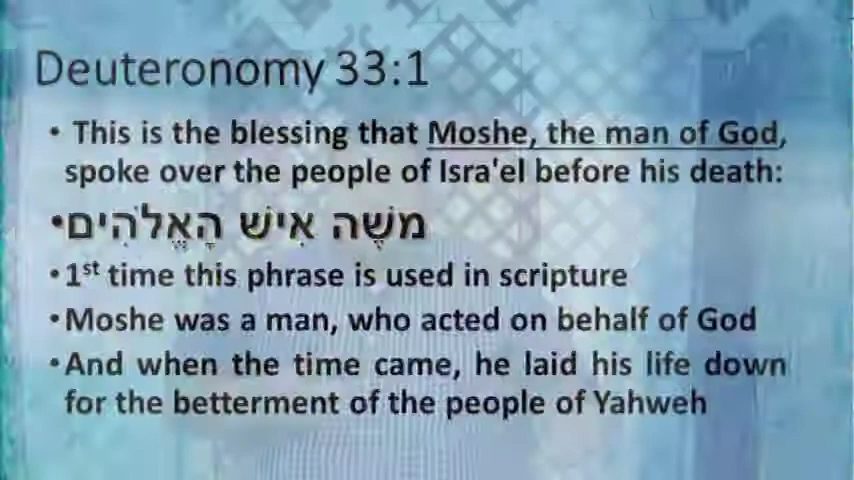 Deuteronomy 33:1
• This is the blessing that Moshe, the man of God,
spoke over the people of Isra'el before his death:
•מֹשֶׁה אִישׁ הָאֱלֹהִים
•1st time this phrase is used in scripture
•Moshe was a man, who acted on behalf of God
•And when the time came, he laid his life down
for the betterment of the people of Yahweh